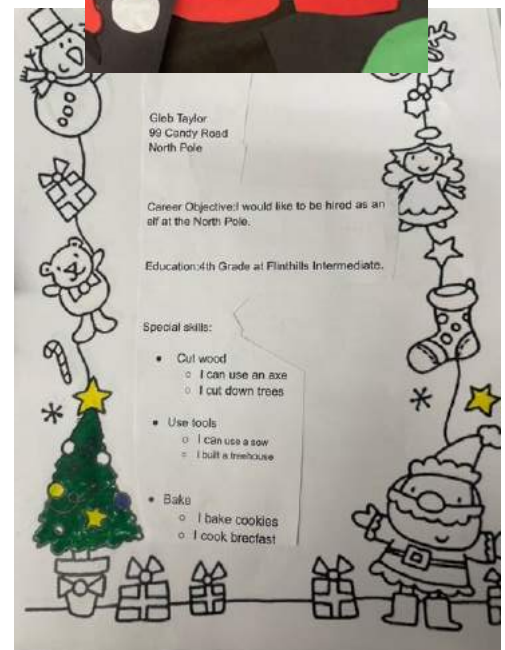 Gleb Taylor
99 Candy Road
North Pole
Career Objective:I would like to be hired as an
elf at the North Pole.
Education:4th Grade at Flinthills Intermediate.
Special skills:
• Cut wood
○ I can use an axe
○ I cut down trees
• Use tools
○ I can use a saw
○ I built a treehouse
• Bake
○ I bake cookies
○ I cook brecfast